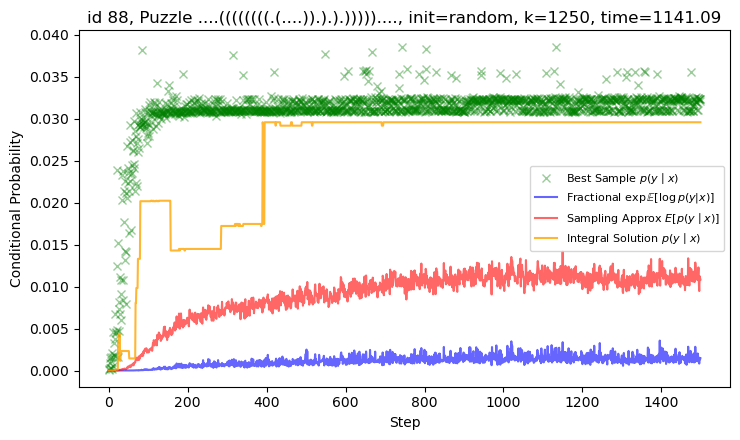 id 88, Puzzle ....((((((((.(....)).).).)))))...., init=random, k=1250, time=1141.09
Conditional Probability
0.040
0.035
0.030
0.025
0.020
0.015
0.010
0.005
0.000
Best Sample p(y | x)
Fractional exp 𝔼[log p(y|x)]
Sampling Approx E[p(y | x)]
Integral Solution p(y | x)
0 200 400 600 800 1000 1200 1400
Step